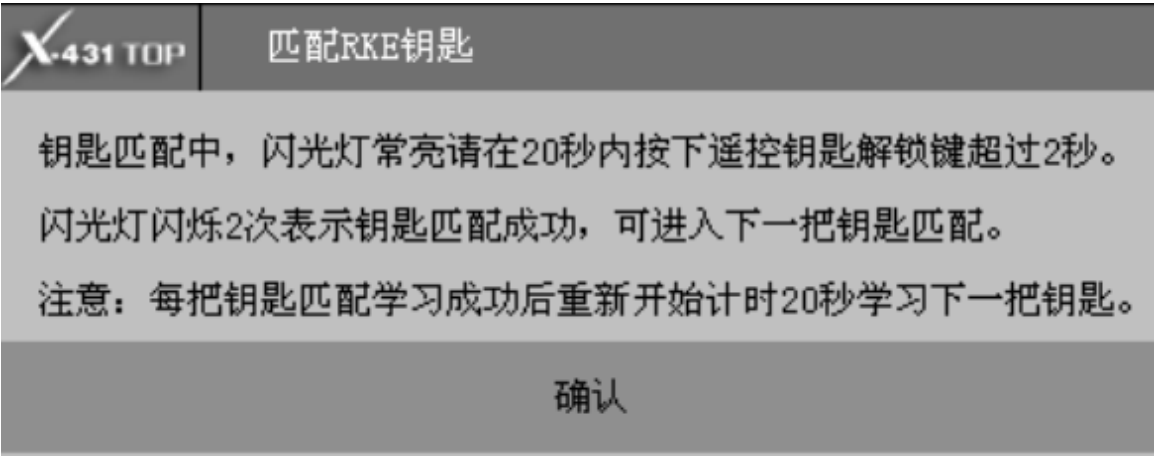 X-431 TOP
匹配RKE钥匙
钥匙匹配中，闪光灯常亮请在20秒内按下遥控钥匙解锁键超过2秒。
闪光灯闪烁2次表示钥匙匹配成功，可进入下一把钥匙匹配。
注意：每把钥匙匹配学习成功后重新开始计时20秒学习下一把钥匙。
确认